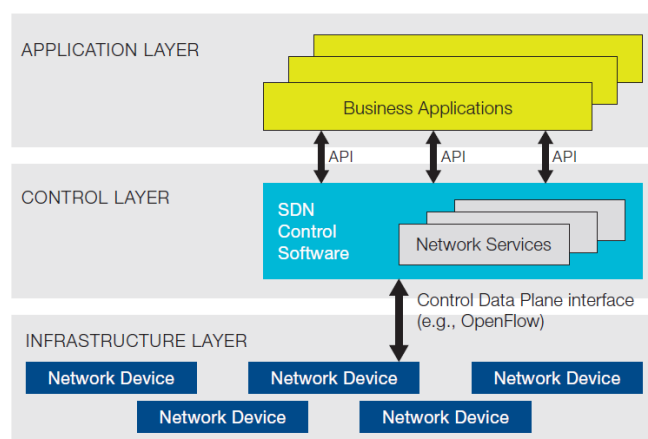 APPLICATION LAYER
Business Applications
API
API
API
CONTROL LAYER
SDN
Control
Software
Network Services
Control Data Plane interface
(e.g., OpenFlow)
INFRASTRUCTURE LAYER
Network Device
Network Device
Network Device
Network Device
Network Device